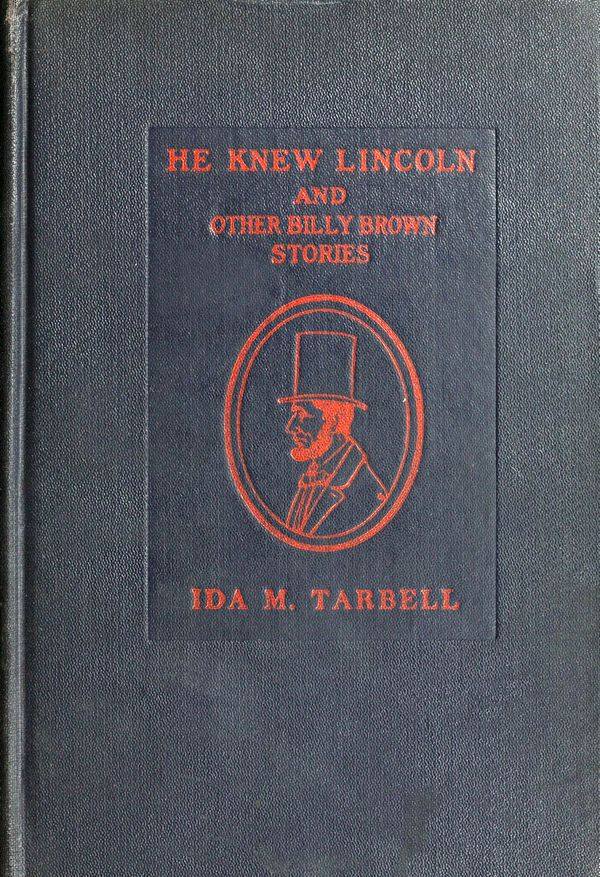 HE KNEW LINCOLN
AND
OTHER BILLY BROWN
STORIES
IDA M. TARBELL